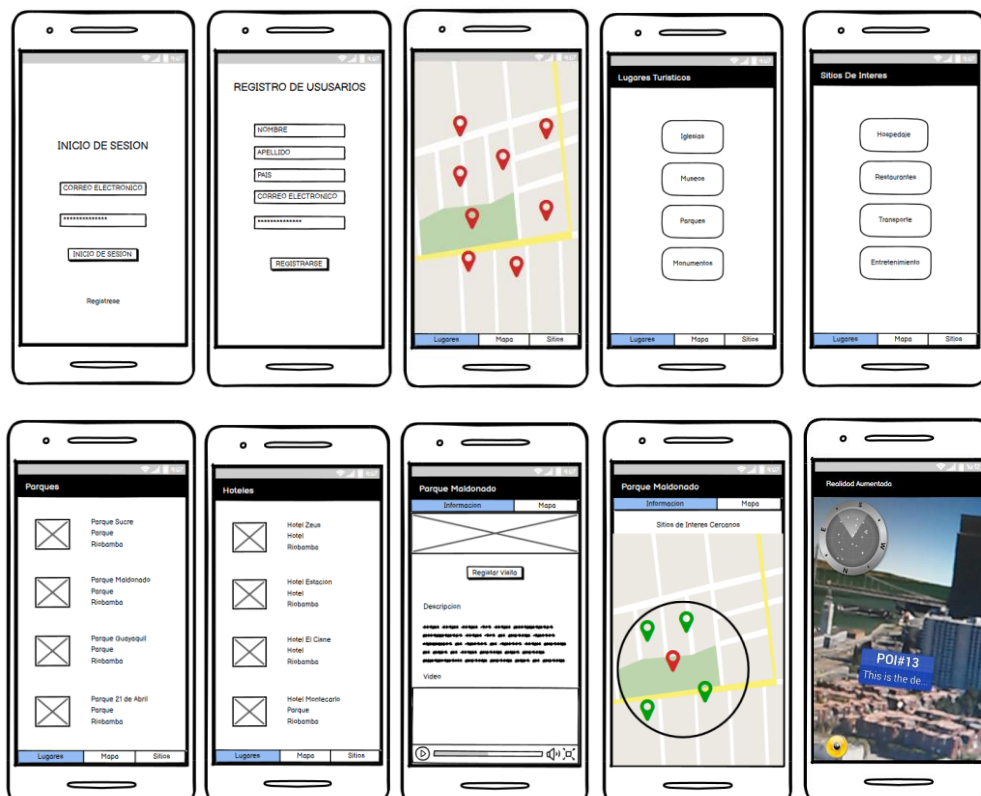 INICIO DE SESION
CORREO ELECTRONICO
**************
INICIO DE SESION
Registrese
REGISTRO DE USUSARIOS
NOMBRE
APELLIDO
PAIS
CORREO ELECTRONICO
**************
REGISTRARSE
Lugares Mapa Sitios
Lugares Turisticos
Iglesias
Museos
Parques
Monumentos
Lugares Mapa Sitios
Sitios De Interes
Hospedaje
Restaurantes
Transporte
Entretenimiento
Lugares Mapa Sitios
Parques
Parque Sucre
Parque
Riobamba
Parque Maldonado
Parque
Riobamba
Parque Guayaquil
Parque
Riobamba
Parque 21 de Abril
Parque
Riobamba
Lugares Mapa Sitios
Hoteles
Hotel Zeus
Hotel
Riobamba
Hotel Estacion
Hotel
Riobamba
Hotel El Cisne
Hotel
Riobamba
Hotel Montecarlo
Parque
Riobamba
Lugares Mapa Sitios
Parque Maldonado
Informacion Mapa
Registar visita
Descripcion
Video
Parque Maldonado
Informacion Mapa
Sitios de Interes Cercanos
Realidad Aumentada
S
E
W
N
POI#13
This is the de...